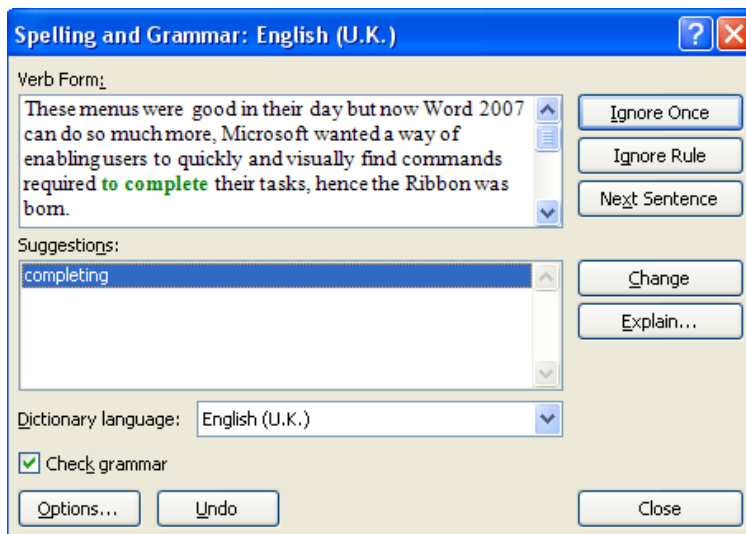 Spelling and Grammar: English (U.K.)
Verb Form:
These menus were good in their day but now Word 2007
can do so much more, Microsoft wanted a way of
enabling users to quickly and visually find commands
required to complete their tasks, hence the Ribbon was
born.
Ignore Once
Ignore Rule
Next Sentence
Suggestions:
completing
Change
Explain...
Dictionary language: English (U.K.)
Check grammar
Options... Undo Close